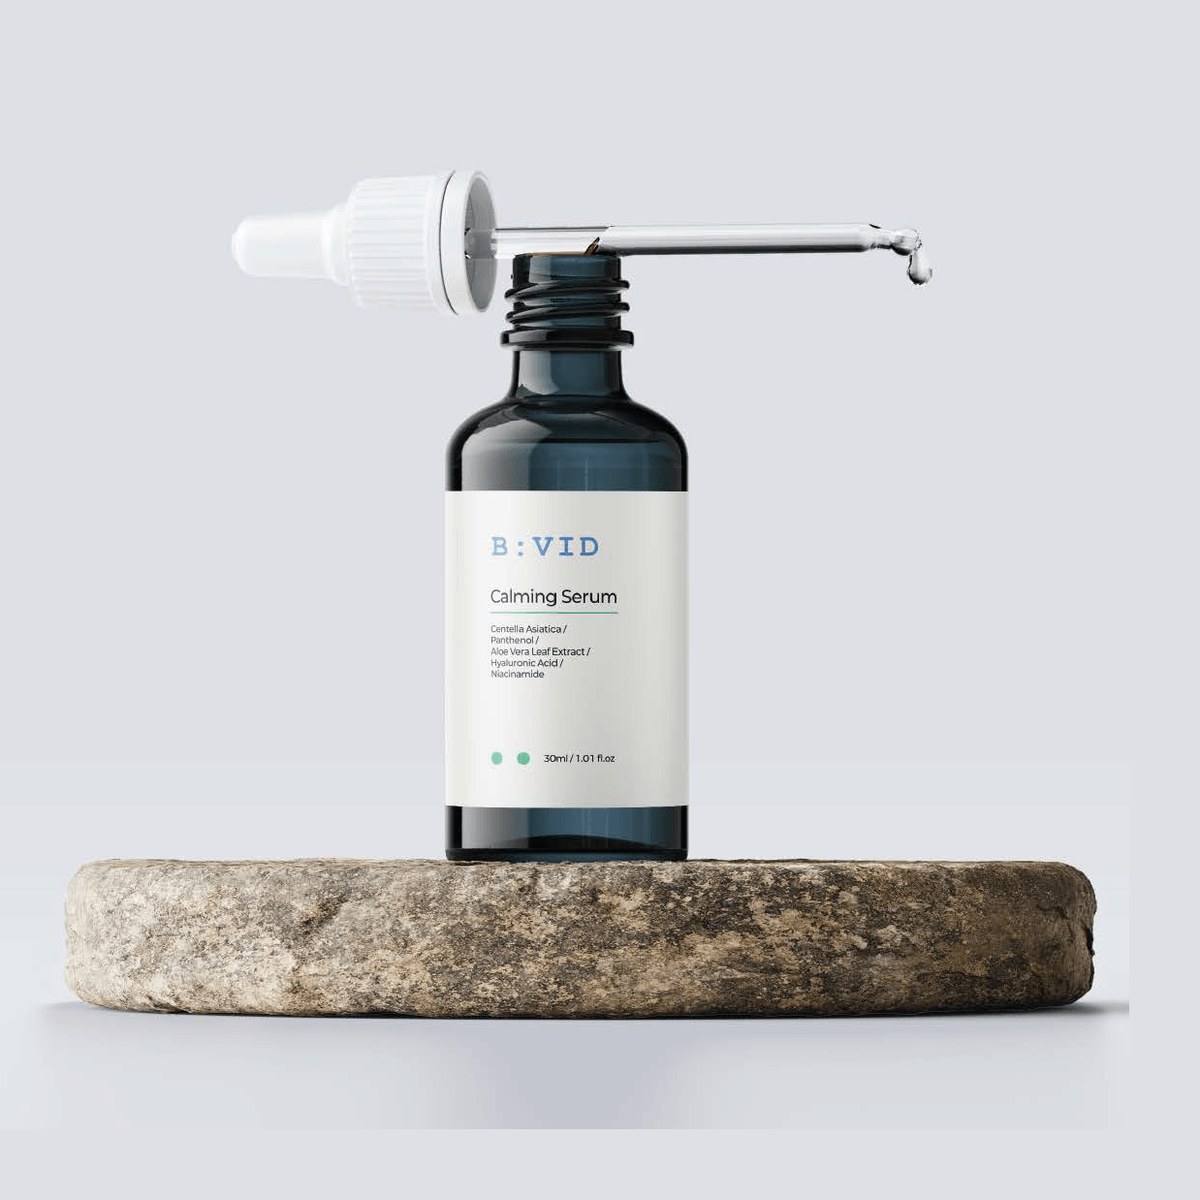 B:VID
Calming Serum
Centella Asiatica /
Panthenol /
Aloe Vera Leaf Extract /
Hyaluronic Acid /
Niacinamide
30ml / 1.01 fl.oz